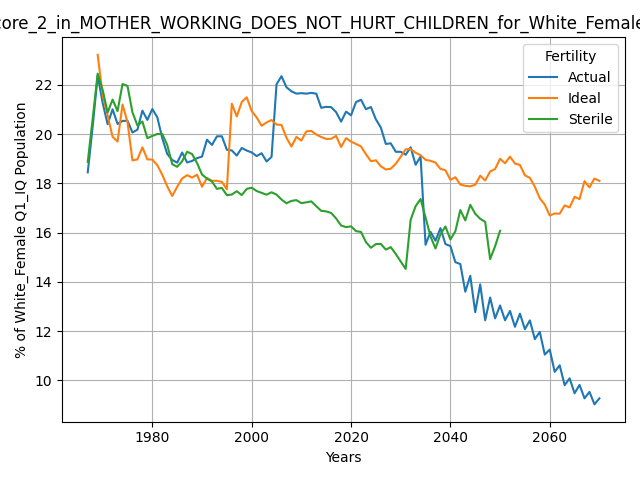 core_2_in_MOTHER_WORKING_DOES_NOT_HURT_CHILDREN_for_White_Female
% of White_Female Q1_IQ Population
22
20
18
16
14
12
10
1980
2000
2020
2040
2060
Years
Fertility
Actual
Ideal
Sterile